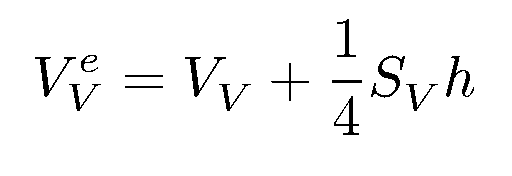 V_V^e = V_V + \frac{1}{4} S_V h